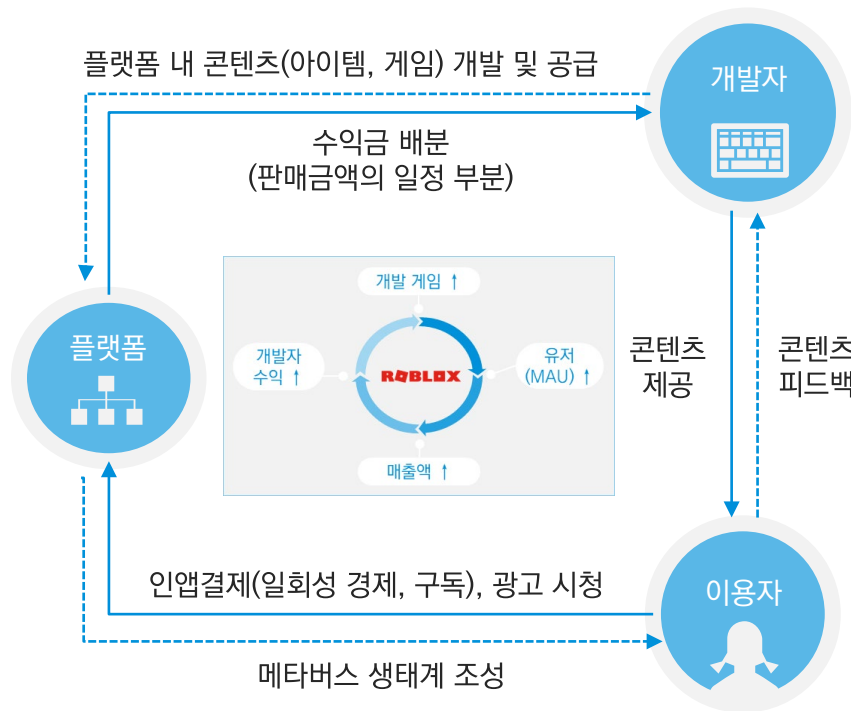 플랫폼 내 콘텐츠(아이템, 게임) 개발 및 공급
개발자
수익금 배분
(판매금액의 일정 부분)
개발 게임 ↑
플랫폼
개발자
수익 ↑
ROBLOX
유저
(MAU) ↑
매출액 ↑
콘텐츠
제공
콘텐츠
피드백
인앱결제(일회성 경제, 구독), 광고 시청
이용자
메타버스 생태계 조성